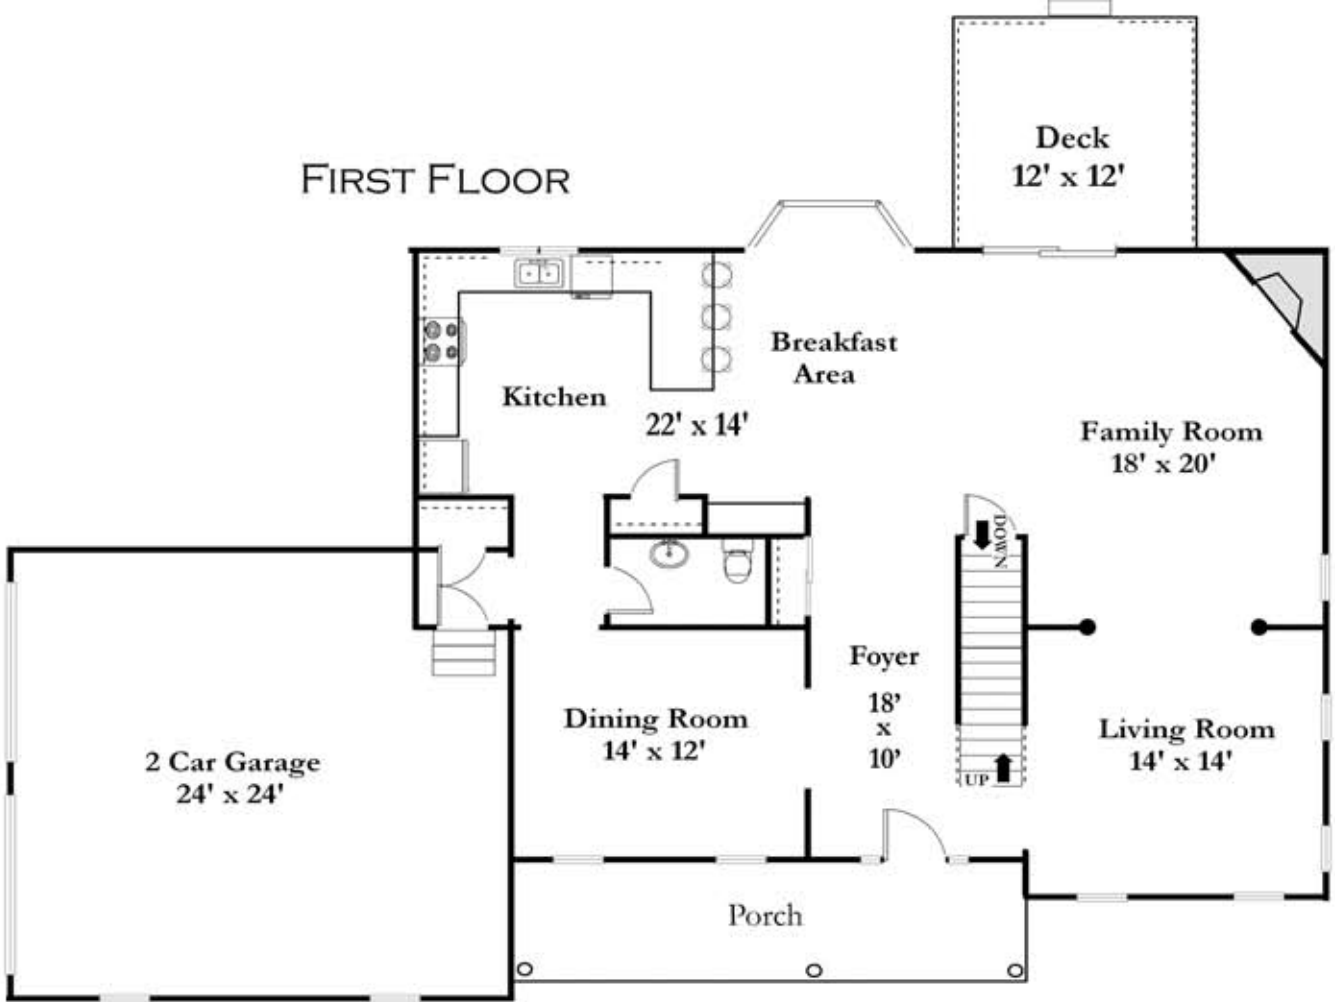 Deck
12' x 12'
FIRST FLOOR
Breakfast
Area
Kitchen
22' x 14'
Family Room
18' x 20'
DOWN
Foyer
18’
x
10’
Dining Room
14' x 12'
Living Room
14' x 14'
2 Car Garage
24' x 24'
UP
Porch